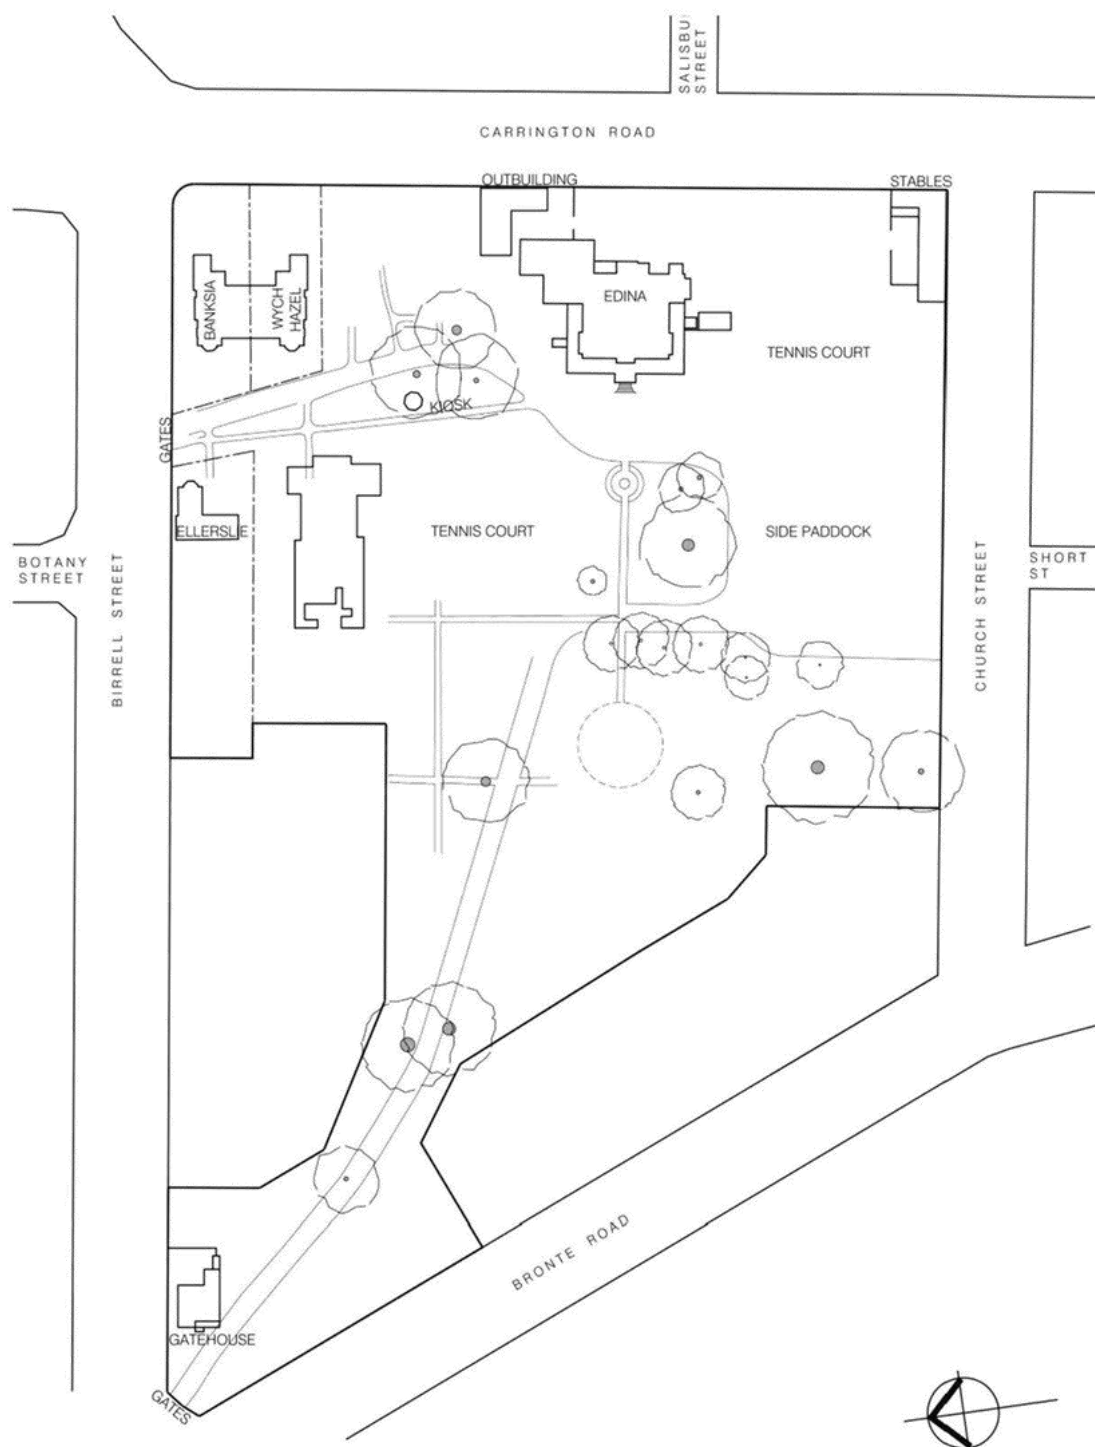 SALISBU
STREET
CARRINGTON ROAD
OUTBUILDING
STABLES
BANKSIA
WYCH
HAZEL
EDINA
TENNIS COURT
KIOSK
GATES
ELLERSLIE
TENNIS COURT
SIDE PADDOCK
BOTANY
STREET
BIRRELL STREET
CHURCH STREET
SHORT
ST
BRONTE ROAD
GATEHOUSE
GATES